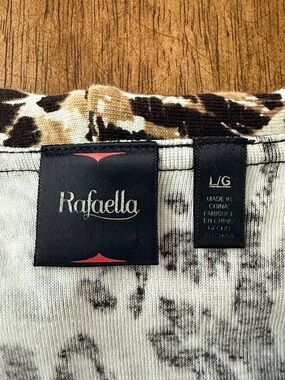 Rafaella
L/G
MADE IN
CHINA/
FABRIQUÉ
EN CHINE/